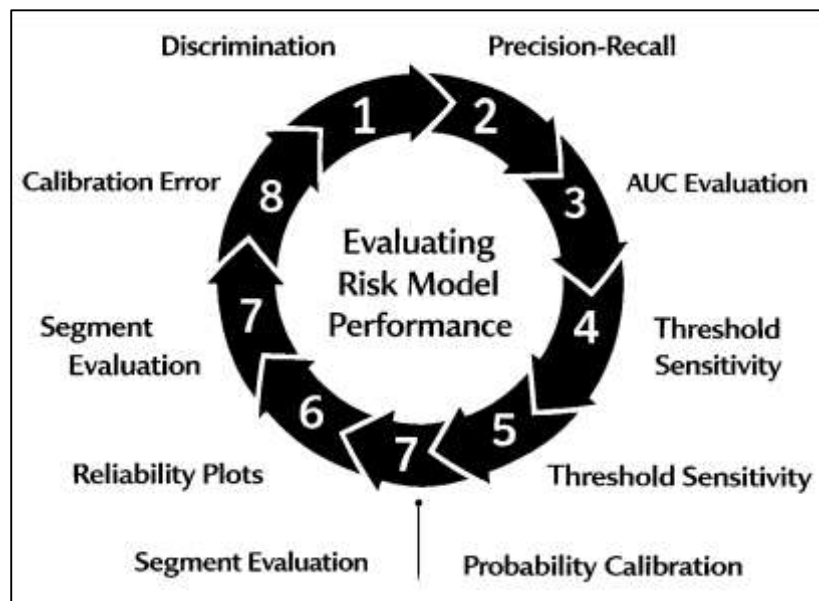 Discrimination
Precision-Recall
1
2
Calibration Error
8
3
AUC Evaluation
Evaluating
Risk Model
Performance
Segment
Evaluation
7
4
Threshold
Sensitivity
6
7
5
Reliability Plots
Threshold Sensitivity
Segment Evaluation
Probability Calibration